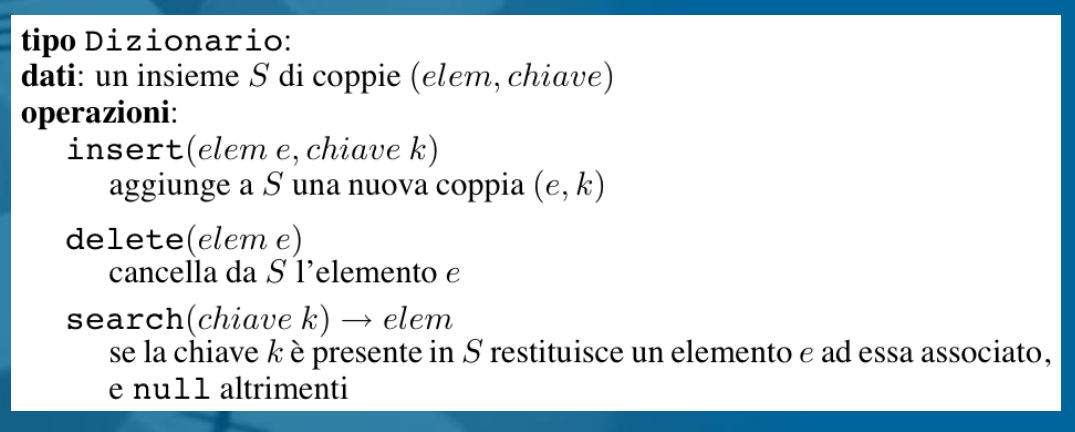 tipo Dizionario:
dati: un insieme S di coppie (elem, chiave)
operazioni:
insert(elem e, chiave k)
aggiunge a S una nuova coppia (e, k)
delete(elem e)
cancella da S l'elemento e
search(chiave k) → elem
se la chiave k è presente in S restituisce un elemento e ad essa associato,
e null altrimenti